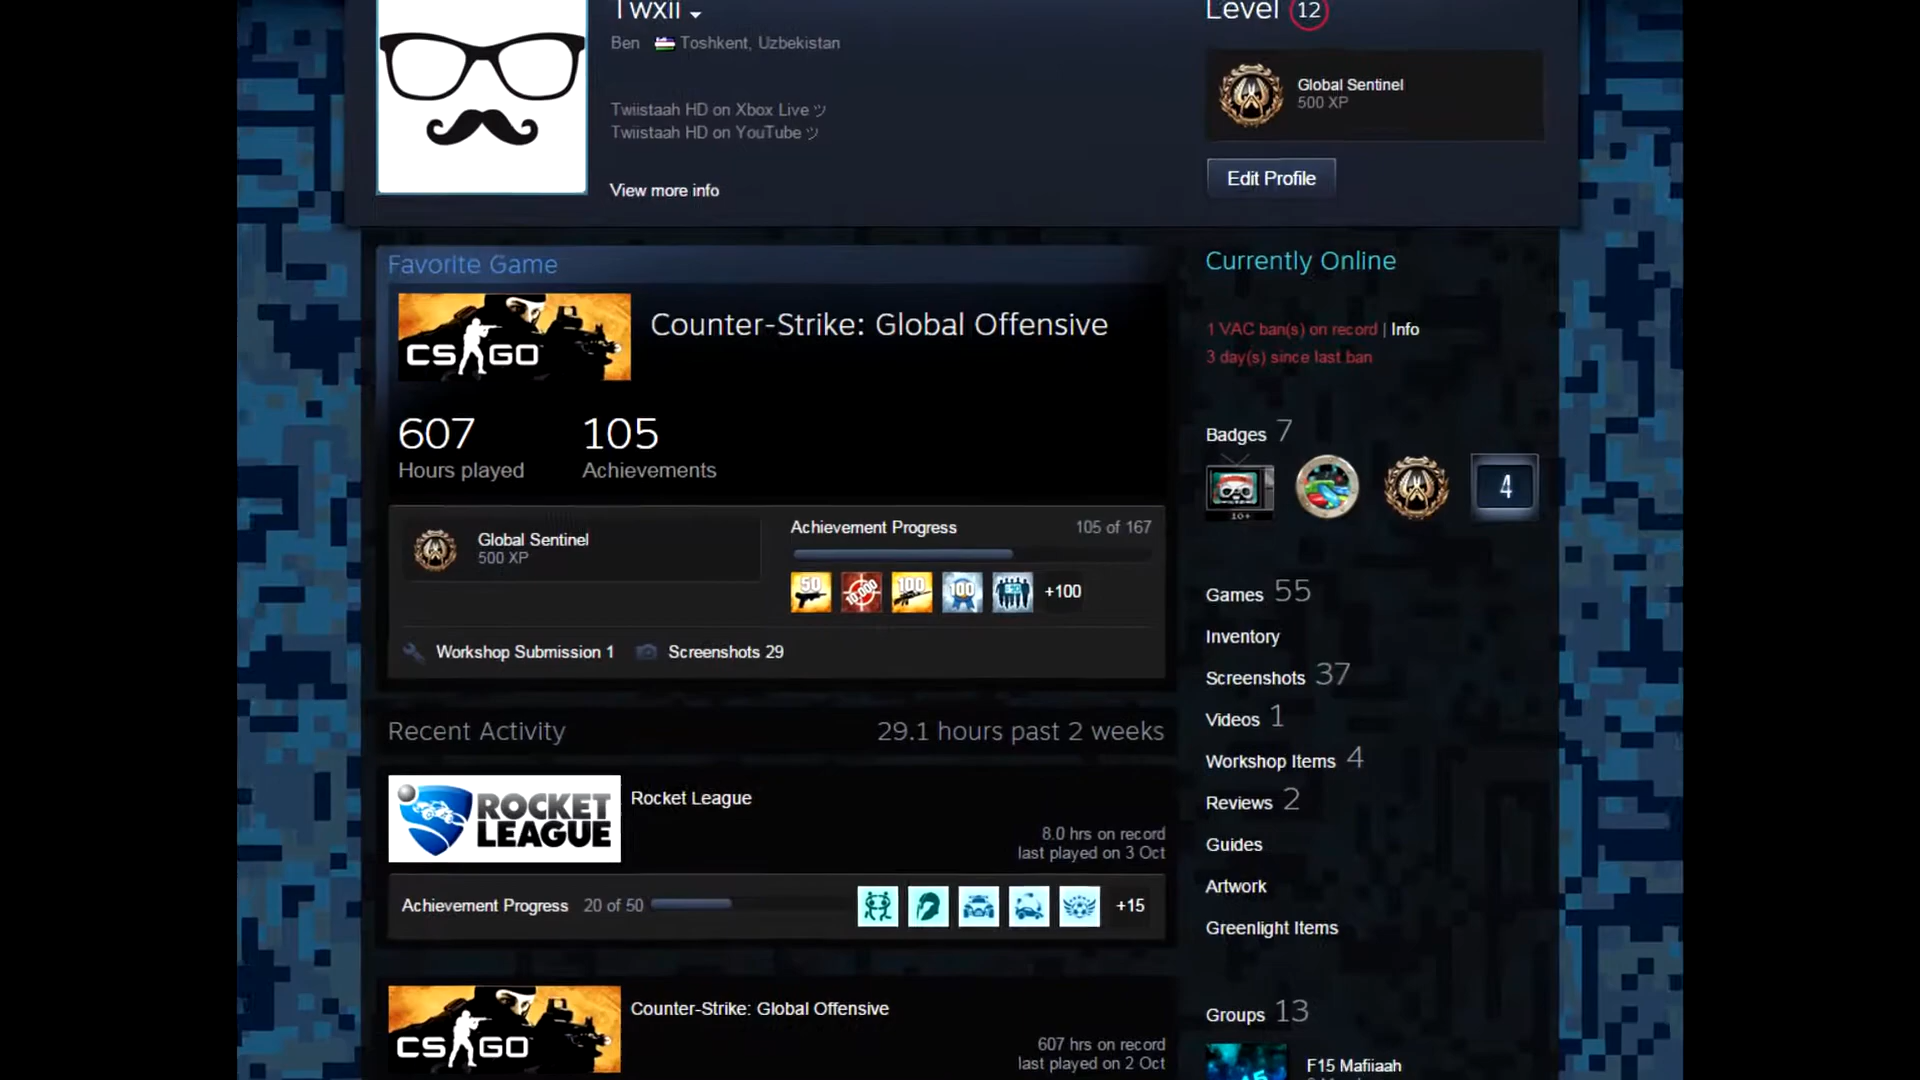 Twxii
Level 12
Ben Toshkent, Uzbekistan
Global Sentinel
500 XP
Twiistaah HD on Xbox Live ツ
Twiistaah HD on YouTube ツ
View more info
Edit Profile
Favorite Game
Currently Online
CS GO
Counter-Strike: Global Offensive
1 VAC ban(s) on record | Info
3 day(s) since last ban
607
Hours played
105
Achievements
Badges 7
10+
4
Global Sentinel
500 XP
Achievement Progress 105 of 167
50
10,000
100
100
+100
Workshop Submission 1
Screenshots 29
Games 55
Inventory
Screenshots 37
Videos 1
Workshop Items 4
Reviews 2
Guides
Artwork
Greenlight Items
Recent Activity
29.1 hours past 2 weeks
ROCKET
LEAGUE
Rocket League
8.0 hrs on record
last played on 3 Oct
Achievement Progress 20 of 50
+15
CS GO
Counter-Strike: Global Offensive
607 hrs on record
last played on 2 Oct
Groups 13
F15 Mafiiaah